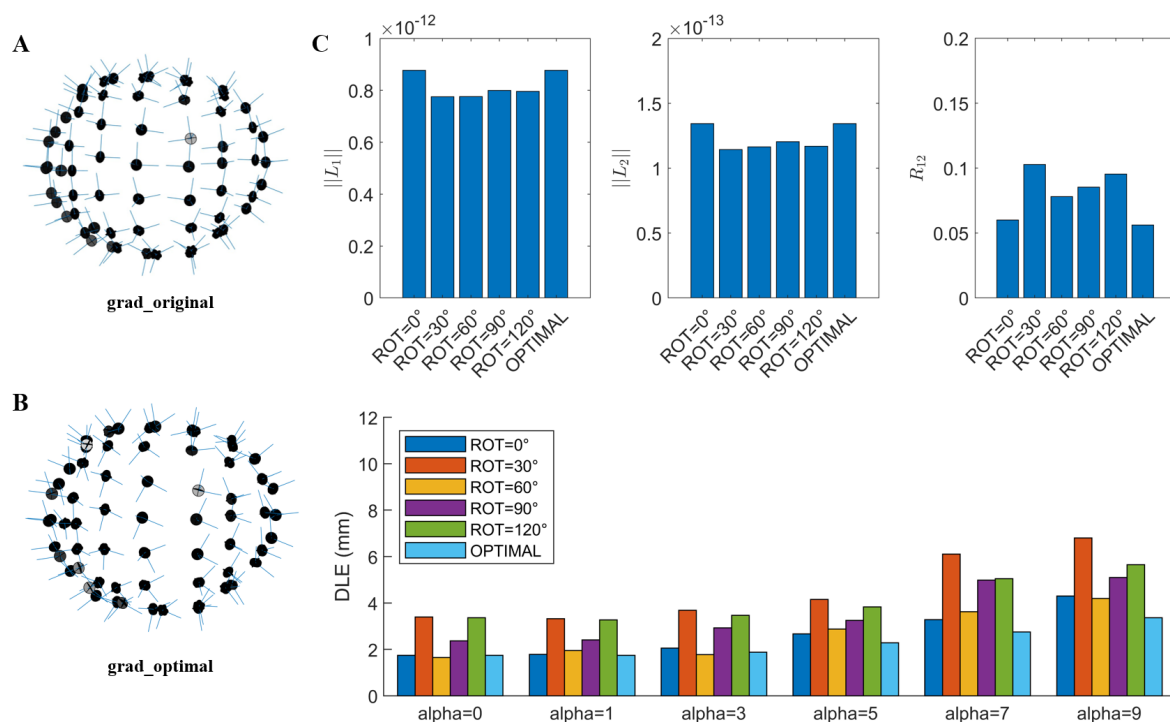 A
grad_original
B
grad_optimal
C
×10⁻¹²
1
0.8
0.6
0.4
0.2
0
||L₁||
ROT=0°
ROT=30°
ROT=60°
ROT=90°
ROT=120°
OPTIMAL
×10⁻¹³
2
1.5
1
0.5
0
||L₂||
ROT=0°
ROT=30°
ROT=60°
ROT=90°
ROT=120°
OPTIMAL
0.2
0.15
0.1
0.05
0
R₁₂
ROT=0°
ROT=30°
ROT=60°
ROT=90°
ROT=120°
OPTIMAL
12
10
8
6
4
2
0
DLE (mm)
ROT=0°
ROT=30°
ROT=60°
ROT=90°
ROT=120°
OPTIMAL
alpha=0 alpha=1 alpha=3 alpha=5 alpha=7 alpha=9